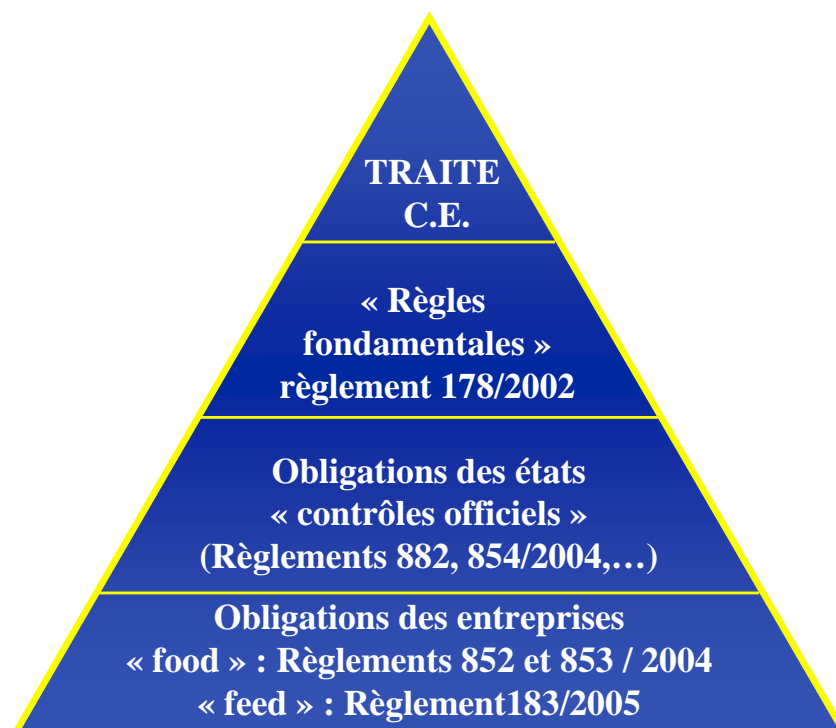 TRAITE
C.E.
« Règles
fondamentales »
règlement 178/2002
Obligations des états
« contrôles officiels »
(Règlements 882, 854/2004,…)
Obligations des entreprises
« food » : Règlements 852 et 853 / 2004
« feed » : Règlement183/2005